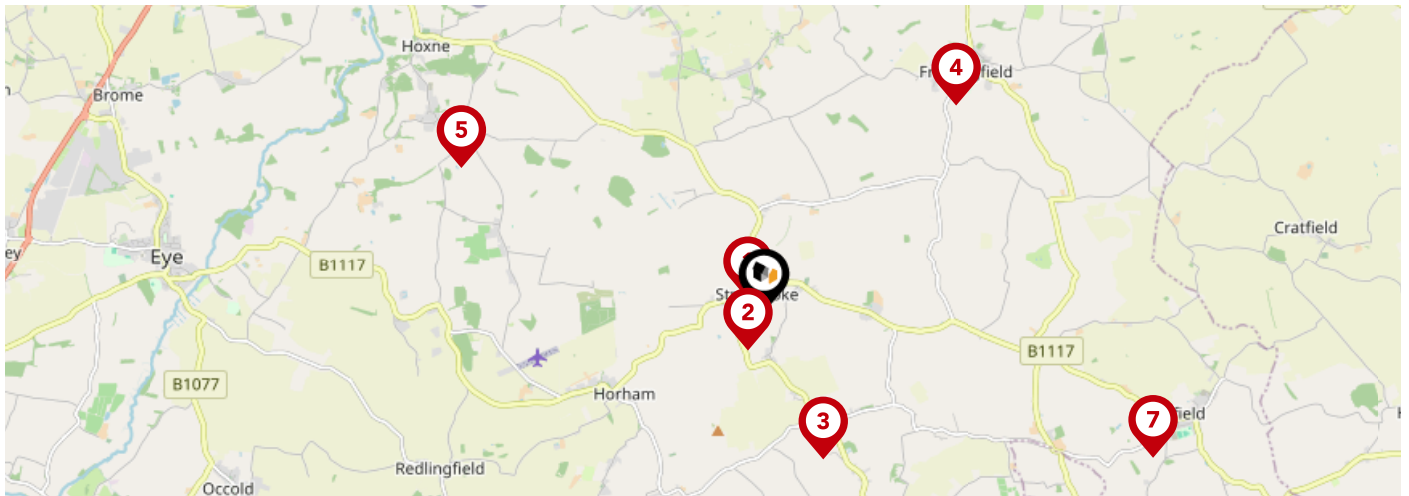 Hoxne
Brome
4
5
Cratfield
Eye
B1117
2
B1117
B1077
Horham
3
7
Redlingfield
Occold